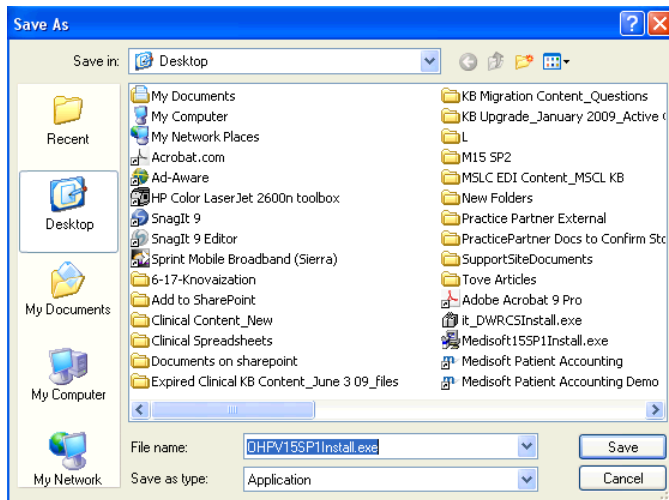 Save As
Save in:
Desktop
Recent
Desktop
My Documents
My Computer
My Network
My Documents
My Computer
My Network Places
Acrobat.com
Ad-Aware
HP Color LaserJet 2600n toolbox
SnagIt 9
SnagIt 9 Editor
Sprint Mobile Broadband (Sierra)
6-17-Knovaization
Add to SharePoint
Clinical Content_New
Clinical Spreadsheets
Documents on sharepoint
Expired Clinical KB Content_June 3 09_files
KB Migration Content_Questions
KB Upgrade_January 2009_Active
L
M15 SP2
MSLC EDI Content_MSCL KB
New Folders
Practice Partner External
PracticePartner Docs to Confirm Sto
SupportSiteDocuments
Tove Articles
Adobe Acrobat 9 Pro
it_DWRCSInstall.exe
Medisoft15SP1Install.exe
Medisoft Patient Accounting
Medisoft Patient Accounting Demo
File name:
OHPV15SP1Install.exe
Save
Save as type:
Application
Cancel